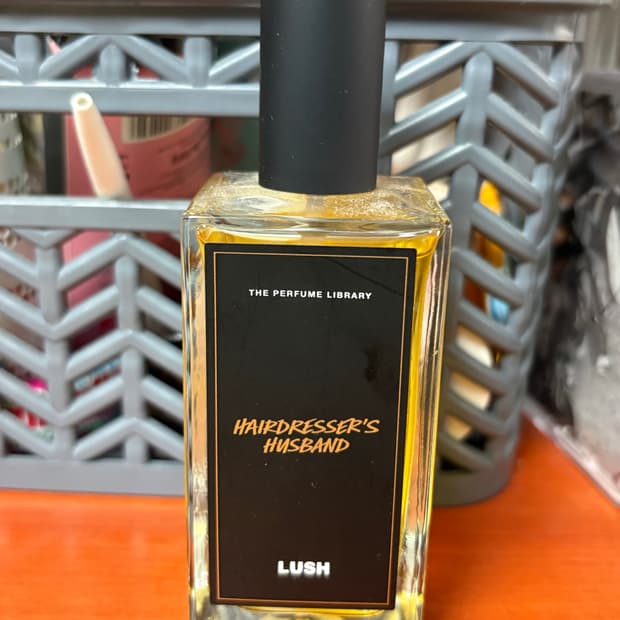 THE PERFUME LIBRARY
HAIRDRESSER'S
HUSBAND
LUSH